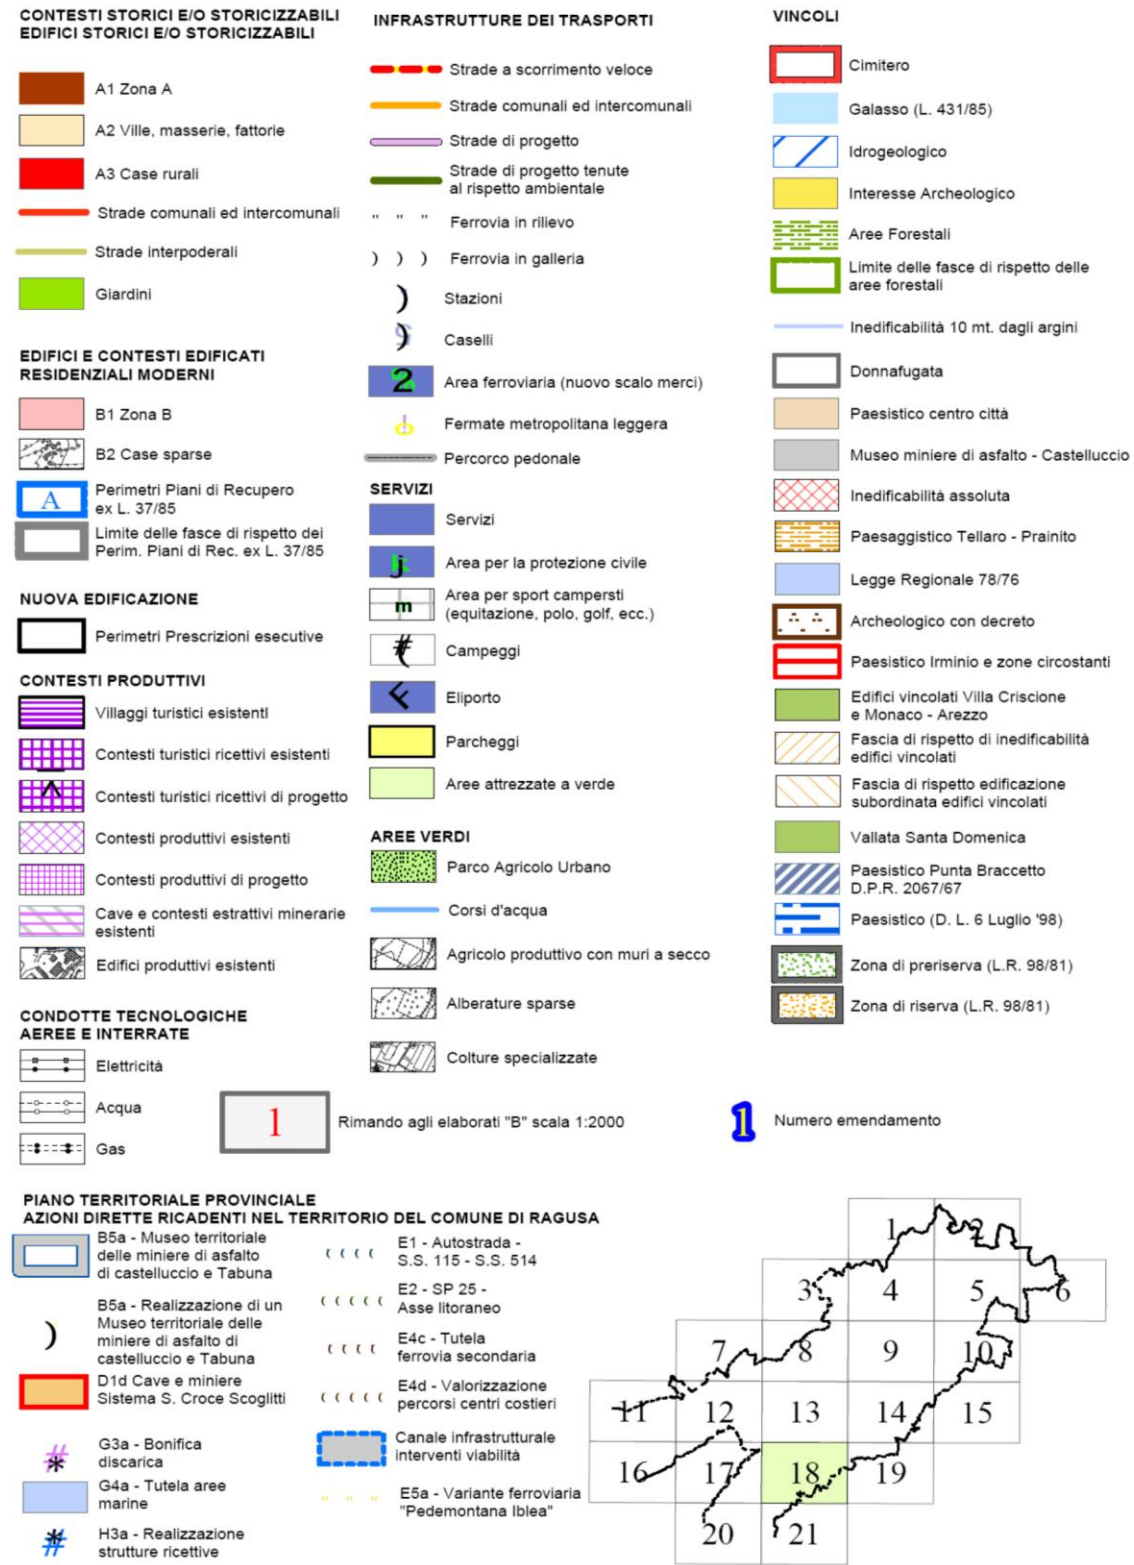 CONTESTI STORICI E/O STORICIZZABILI
EDIFICI STORICI E/O STORICIZZABILI
A1 Zona A
A2 Ville, masserie, fattorie
A3 Case rurali
Strade comunali ed intercomunali
Strade interpoderali
Giardini
EDIFICI E CONTESTI EDIFICATI
RESIDENZIALI MODERNI
B1 Zona B
B2 Case sparse
A
Perimetri Piani di Recupero
ex L. 37/85
Limite delle fasce di rispetto dei
Perim. Piani di Rec. ex L. 37/85
NUOVA EDIFICAZIONE
Perimetri Prescrizioni esecutive
CONTESTI PRODUTTIVI
Villaggi turistici esistentI
Contesti turistici ricettivi esistenti
Contesti turistici ricettivi di progetto
Contesti produttivi esistenti
Contesti produttivi di progetto
Cave e contesti estrattivi minerarie
esistenti
Edifici produttivi esistenti
CONDOTTE TECNOLOGICHE
AEREE E INTERRATE
Elettricità
Acqua
Gas
INFRASTRUTTURE DEI TRASPORTI
Strade a scorrimento veloce
Strade comunali ed intercomunali
Strade di progetto
Strade di progetto tenute
al rispetto ambientale
" " " Ferrovia in rilievo
) ) ) Ferrovia in galleria
) Stazioni
) Caselli
2 Area ferroviaria (nuovo scalo merci)
Fermate metropolitana leggera
Percorco pedonale
SERVIZI
Servizi
j Area per la protezione civile
m
Area per sport campersti
(equitazione, polo, golf, ecc.)
# Campeggi
Eliporto
Parcheggi
Aree attrezzate a verde
AREE VERDI
Parco Agricolo Urbano
Corsi d'acqua
Agricolo produttivo con muri a secco
Alberature sparse
Colture specializzate
VINCOLI
Cimitero
Galasso (L. 431/85)
Idrogeologico
Interesse Archeologico
Aree Forestali
Limite delle fasce di rispetto delle
aree forestali
Inedificabilità 10 mt. dagli argini
Donnafugata
Paesistico centro città
Museo miniere di asfalto - Castelluccio
Inedificabilità assoluta
Paesaggistico Tellaro - Prainito
Legge Regionale 78/76
Archeologico con decreto
Paesistico Irminio e zone circostanti
Edifici vincolati Villa Criscione
e Monaco - Arezzo
Fascia di rispetto di inedificabilità
edifici vincolati
Fascia di rispetto edificazione
subordinata edifici vincolati
Vallata Santa Domenica
Paesistico Punta Braccetto
D.P.R. 2067/67
Paesistico (D. L. 6 Luglio '98)
Zona di preriserva (L.R. 98/81)
Zona di riserva (L.R. 98/81)
1 Rimando agli elaborati "B" scala 1:2000
1 Numero emendamento
PIANO TERRITORIALE PROVINCIALE
AZIONI DIRETTE RICADENTI NEL TERRITORIO DEL COMUNE DI RAGUSA
B5a - Museo territoriale
delle miniere di asfalto
di castelluccio e Tabuna
B5a - Realizzazione di un
Museo territoriale delle
miniere di asfalto di
castelluccio e Tabuna
D1d Cave e miniere
Sistema S. Croce Scoglitti
G3a - Bonifica
discarica
G4a - Tutela aree
marine
H3a - Realizzazione
strutture ricettive
E1 - Autostrada -
S.S. 115 - S.S. 514
E2 - SP 25 -
Asse litoraneo
E4c - Tutela
ferrovia secondaria
E4d - Valorizzazione
percorsi centri costieri
Canale infrastrutturale
interventi viabilità
E5a - Variante ferroviaria
"Pedemontana Iblea"
1 2
3 4 5 6
7 8 9 10
11 12 13 14 15
16 17 18 19
20 21